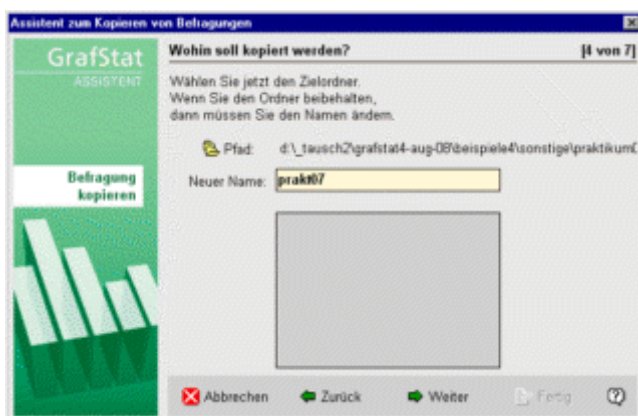 Assistent zum Kopieren von Befragungen
GrafStat
ASSISTENT
Wohin soll kopiert werden?
[4 von 7]
Wählen Sie jetzt den Zielordner.
Wenn Sie den Ordner beibehalten,
dann müssen Sie den Namen ändern.
Pfad: d:\_tausch2\grafstat4-aug-08\beispiele4\sonstige\praktikum0
Befragung
kopieren
Neuer Name: prakt07
Abbrechen
Zurück
Weiter
Fertig